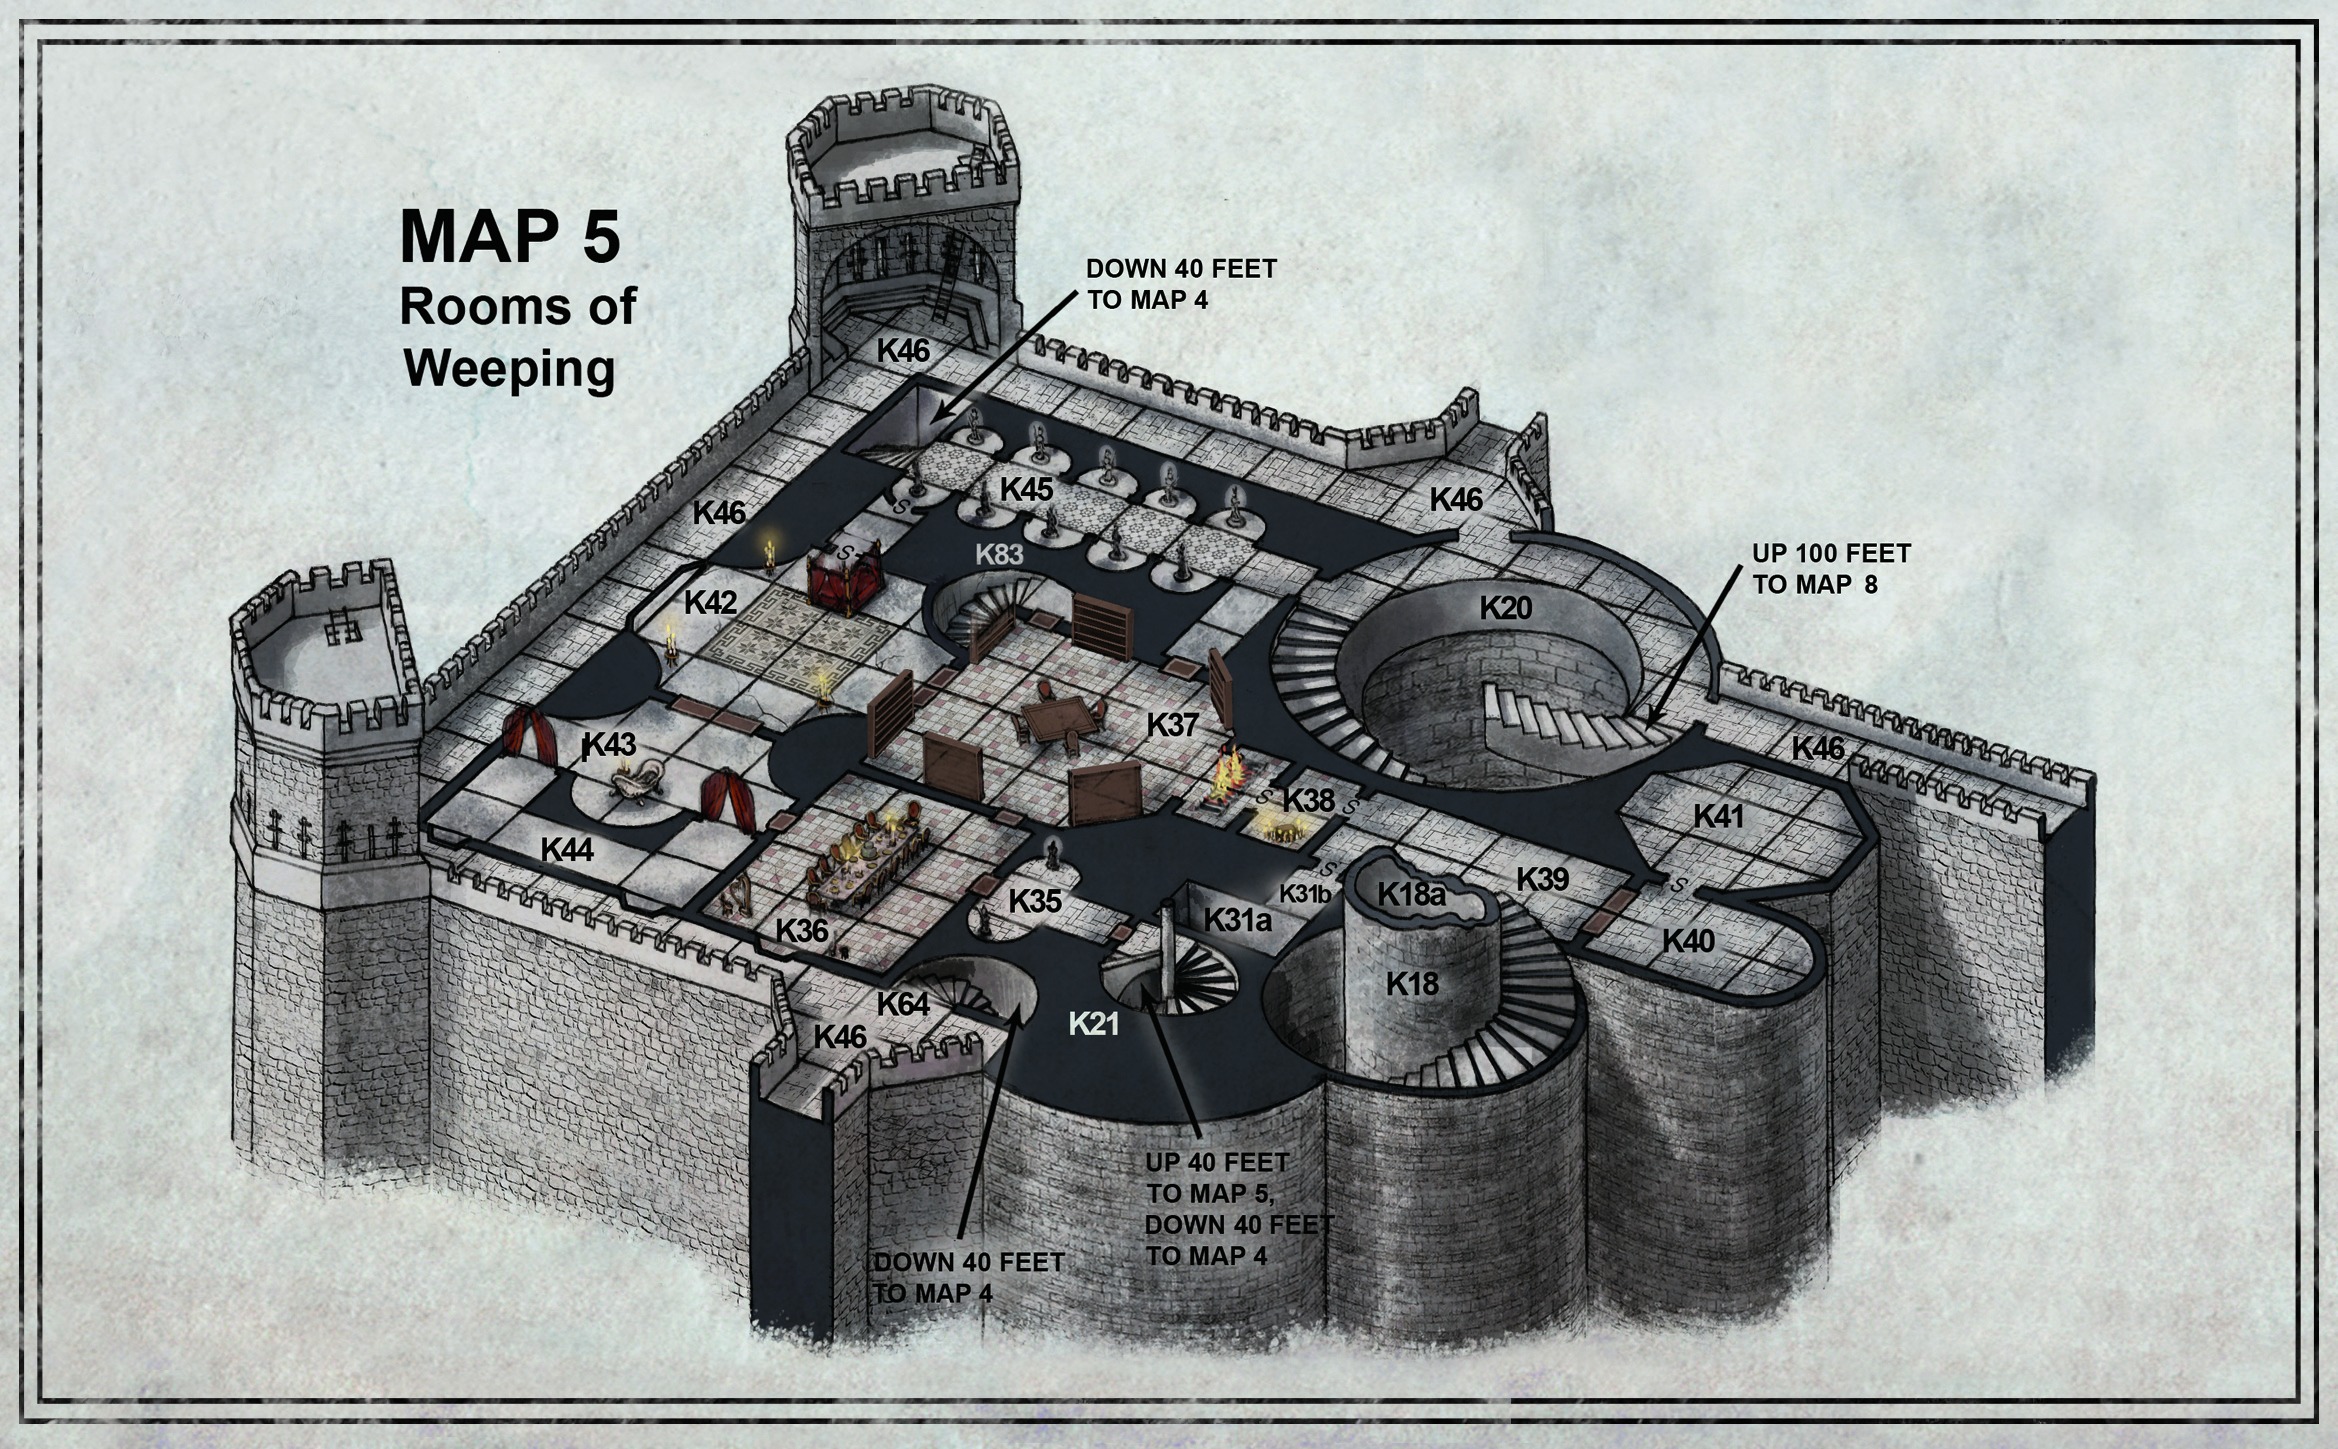 MAP 5
Rooms of
Weeping
DOWN 40 FEET
TO MAP 4
K46
K46
K45
S
K46
K83
S
UP 100 FEET
TO MAP 8
K42
K20
K37
K43
K46
S
K38
S
K41
K44
S
K31b
K18a
K39
S
K35
K31a
K36
K40
K18
K64
K21
K46
UP 40 FEET
TO MAP 5,
DOWN 40 FEET
TO MAP 4
DOWN 40 FEET
TO MAP 4